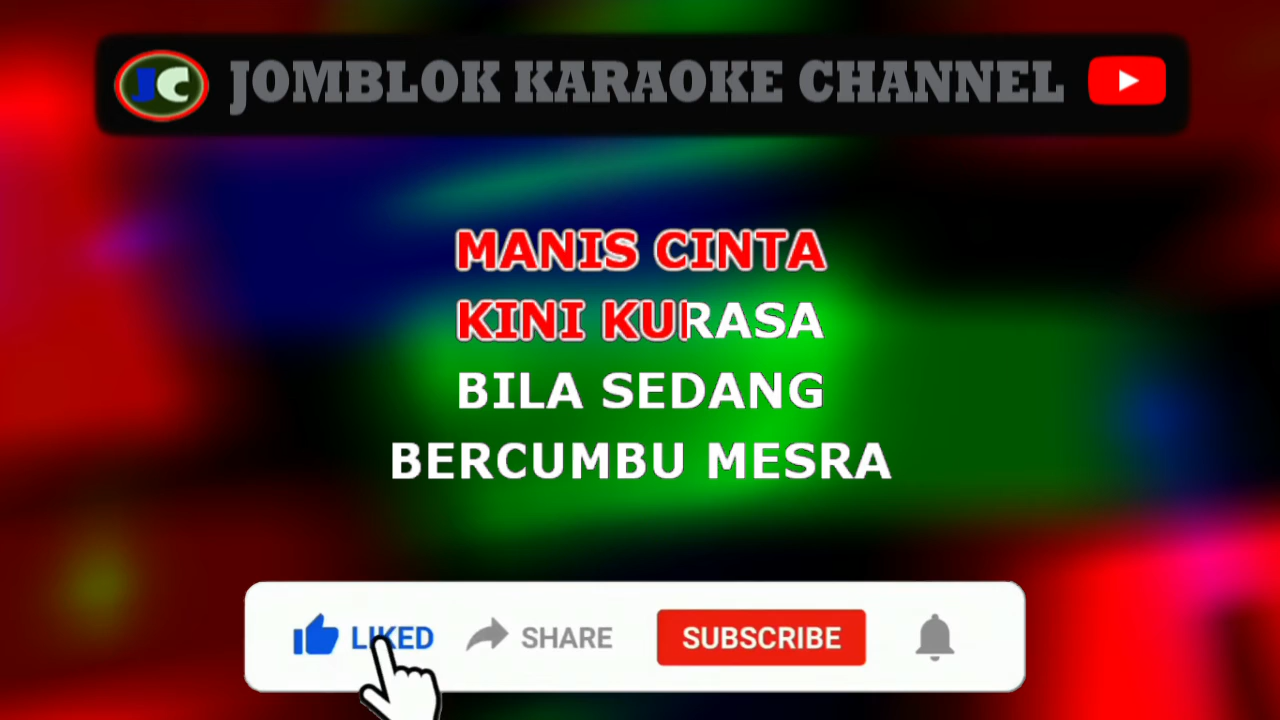 JC JOMBLOK KARAOKE CHANNEL
MANIS CINTA
KINI KURASA
BILA SEDANG
BERCUMBU MESRA
LIKED SHARE SUBSCRIBE